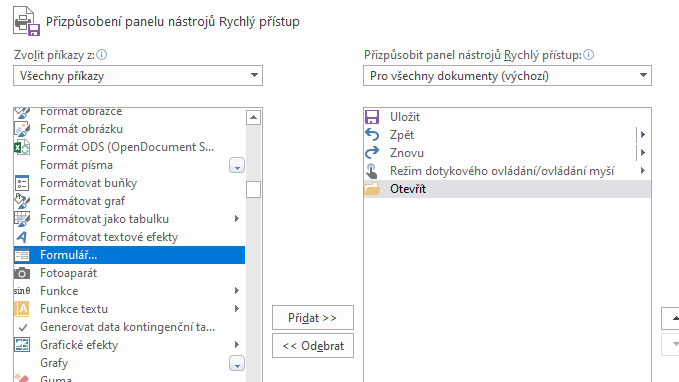 Přizpůsobení panelu nástrojů Rychlý přístup
Zvolit příkazy z:
Všechny příkazy
Formát obrazce
Formát obrázku
Formát ODS (OpenDocument S...
Formát písma
Formátovat buňky
Formátovat graf
Formátovat jako tabulku
Formátovat textové efekty
Formulář...
Fotoaparát
sinθ Funkce
Funkce textu
Generovat data kontingenční ta...
Grafické efekty
Grafy
Guma
Přidat >>
<< Odebrat
Přizpůsobit panel nástrojů Rychlý přístup:
Pro všechny dokumenty (výchozí)
Uložit
Zpět
Znovu
Režim dotykového ovládání/ovládání myší
Otevřít